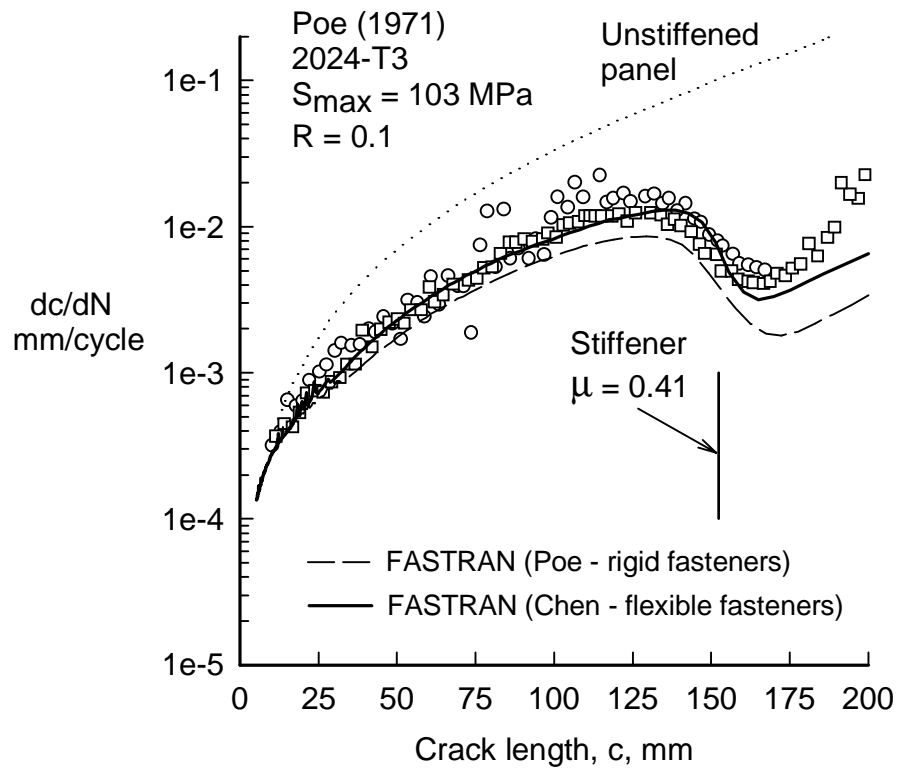 Poe (1971)
2024-T3
Smax = 103 MPa
R = 0.1
Unstiffened
panel
1e-1
1e-2
dc/dN
mm/cycle
1e-3
Stiffener
μ = 0.41
1e-4
FASTRAN (Poe - rigid fasteners)
FASTRAN (Chen - flexible fasteners)
1e-5
0 25 50 75 100 125 150 175 200
Crack length, c, mm